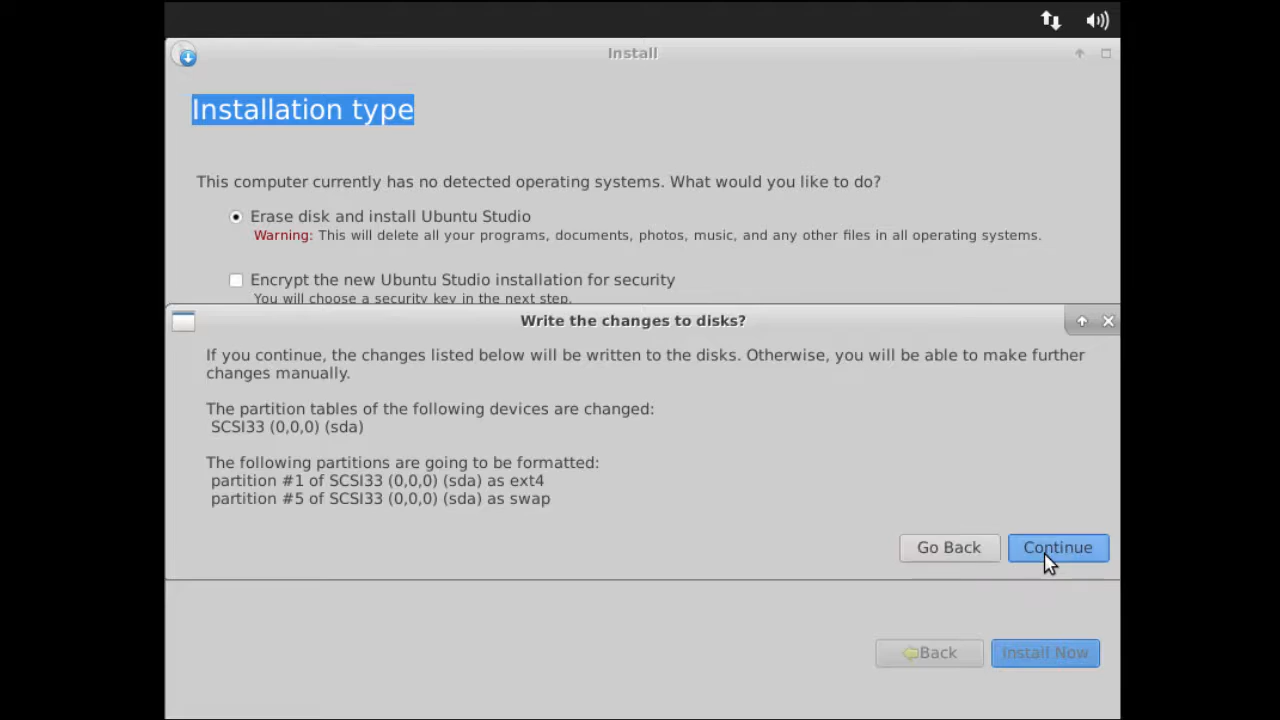 Install
Installation type
This computer currently has no detected operating systems. What would you like to do?
Erase disk and install Ubuntu Studio
Warning: This will delete all your programs, documents, photos, music, and any other files in all operating systems.
Encrypt the new Ubuntu Studio installation for security
You will choose a security key in the next step.
Write the changes to disks?
If you continue, the changes listed below will be written to the disks. Otherwise, you will be able to make further
changes manually.
The partition tables of the following devices are changed:
SCSI33 (0,0,0) (sda)
The following partitions are going to be formatted:
partition #1 of SCSI33 (0,0,0) (sda) as ext4
partition #5 of SCSI33 (0,0,0) (sda) as swap
Go Back
Continue
Back
Install Now